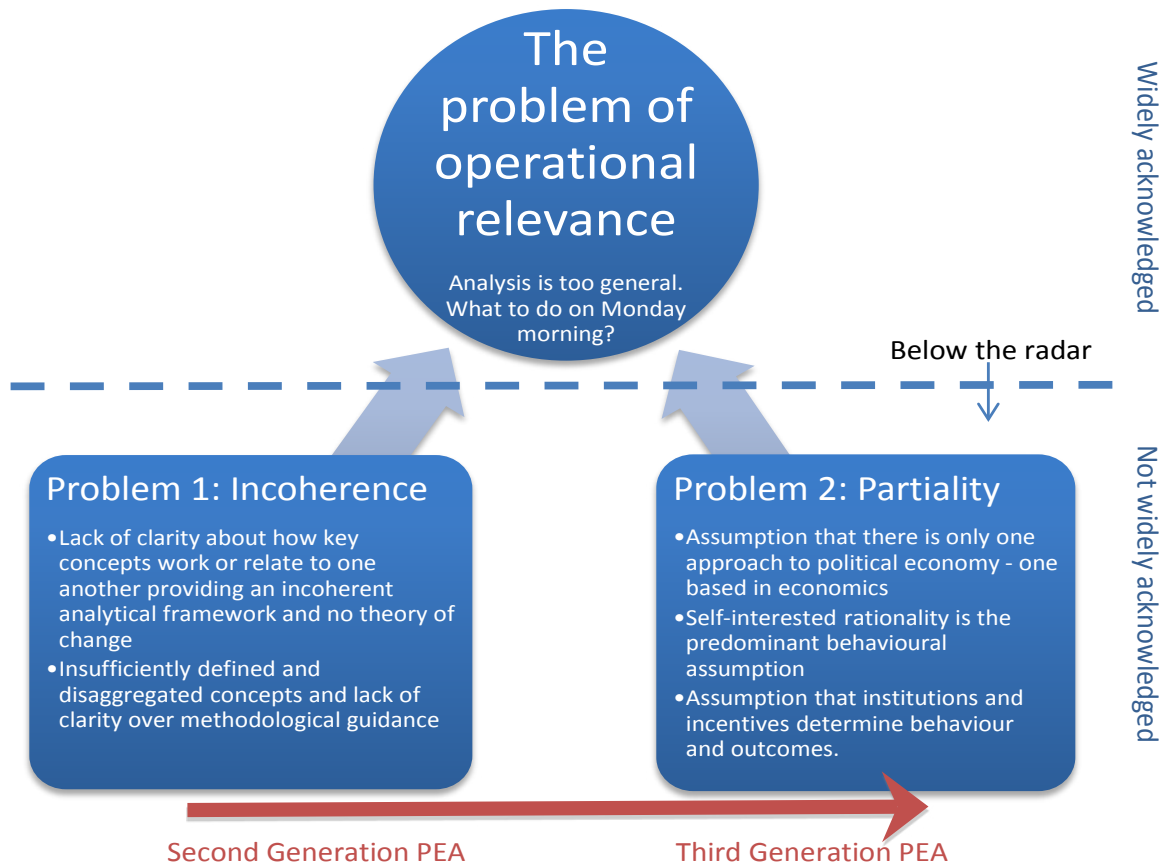 The
problem of
operational
relevance
Analysis is too general.
What to do on Monday
morning?
Widely acknowledged
Below the radar
Not widely acknowledged
Problem 1: Incoherence
•Lack of clarity about how key
concepts work or relate to one
another providing an incoherent
analytical framework and no theory of
change
•Insufficiently defined and
disaggregated concepts and lack of
clarity over methodological guidance
Problem 2: Partiality
•Assumption that there is only one
approach to political economy - one
based in economics
•Self-interested rationality is the
predominant behavioural
assumption
•Assumption that institutions and
incentives determine behaviour
and outcomes.
Second Generation PEA
Third Generation PEA